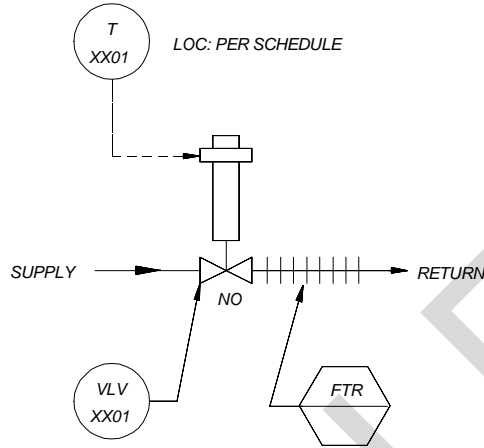 T
XX01
LOC: PER SCHEDULE
SUPPLY
RETURN
NO
VLV
XX01
FTR